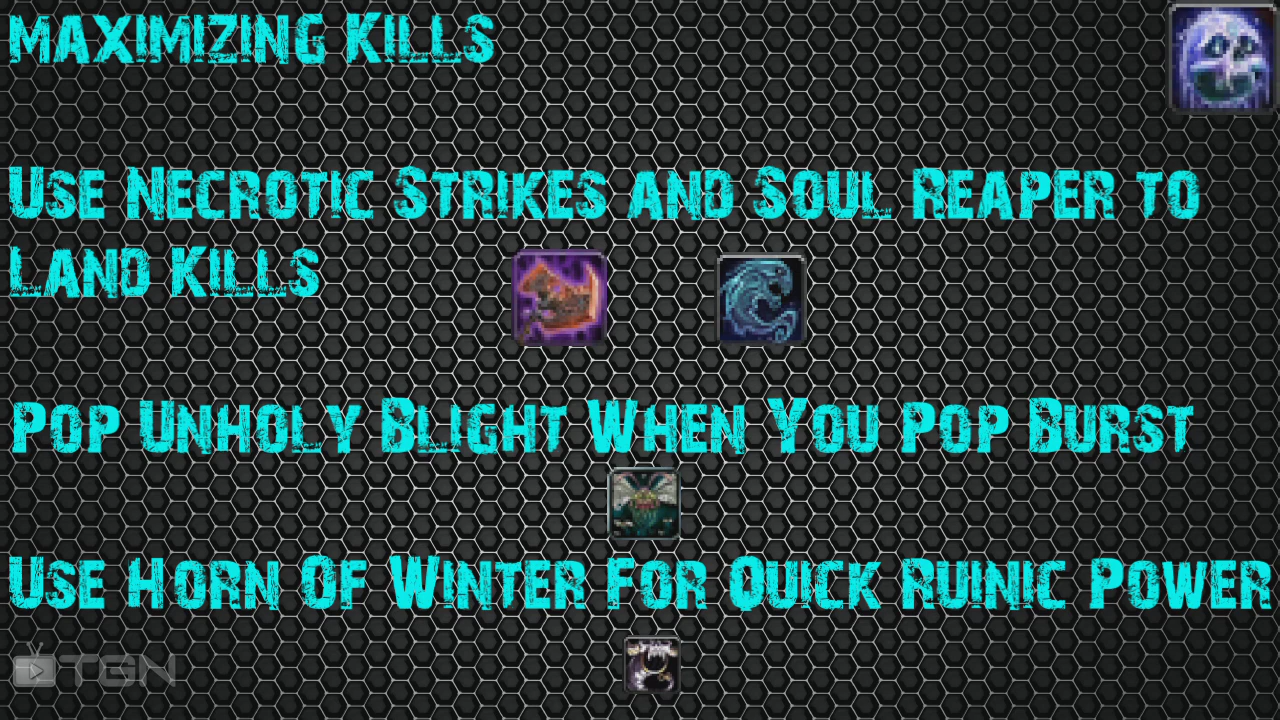 Maximizing Kills
Use Necrotic Strikes and Soul Reaper to
Land Kills
Pop Unholy Blight When You Pop Burst
Use Horn Of Winter For Quick Ruinic Power
TGN